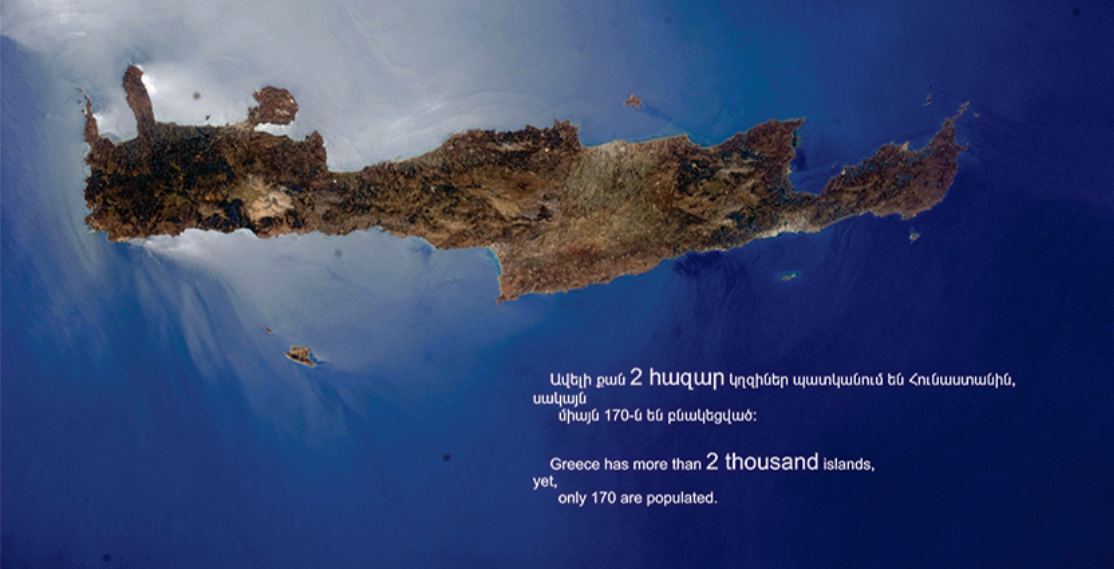 Ավելի քան 2 հազար կղզիներ պատկանում են Հունաստանին,
սակայն
միայն 170-ն են բնակեցված:
Greece has more than 2 thousand islands,
yet,
only 170 are populated.